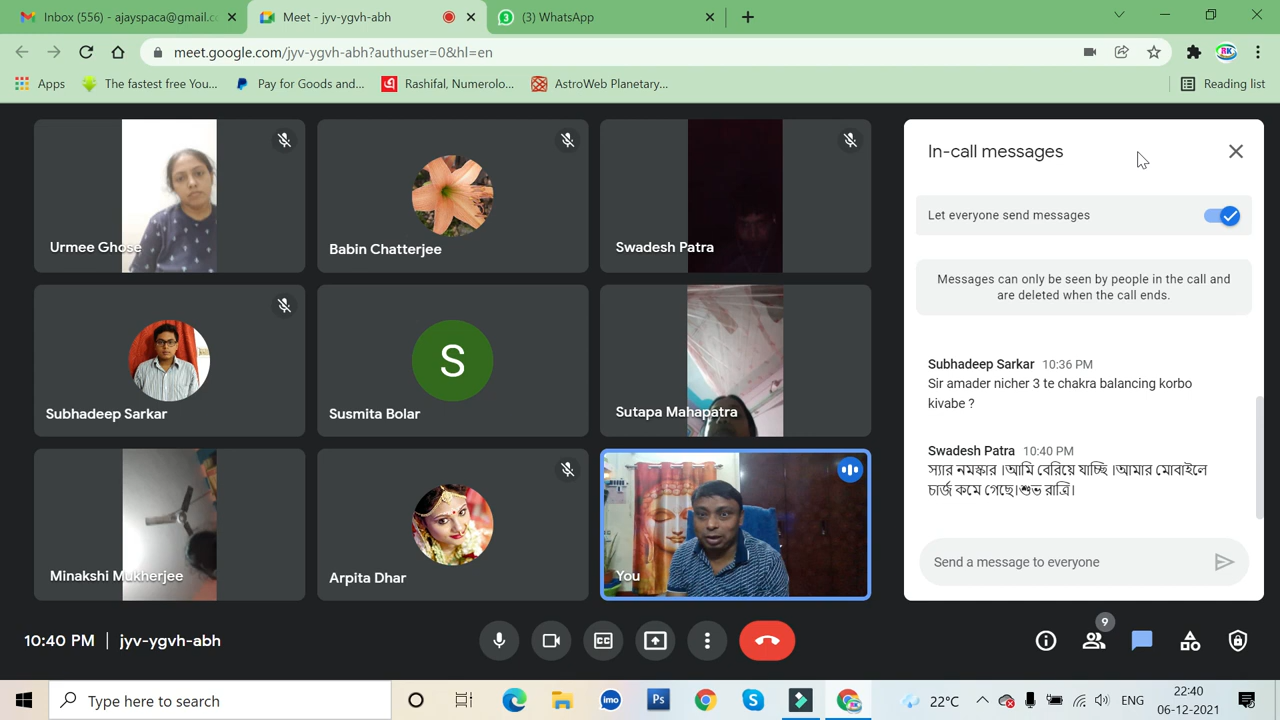 Inbox (556) - ajayspaca@gmail.c
Meet - jyv-ygvh-abh
(3) WhatsApp
meet.google.com/jyv-ygvh-abh?authuser=0&hl=en
Apps
The fastest free You...
Pay for Goods and...
Rashifal, Numerolo...
AstroWeb Planetary...
Reading list
Urmee Ghose
Babin Chatterjee
Swadesh Patra
Subhadeep Sarkar
S
Susmita Bolar
Sutapa Mahapatra
Minakshi Mukherjee
Arpita Dhar
You
In-call messages
Let everyone send messages
Messages can only be seen by people in the call and
are deleted when the call ends.
Subhadeep Sarkar 10:36 PM
Sir amader nicher 3 te chakra balancing korbo
kivabe ?
Swadesh Patra 10:40 PM
স্যার নমস্কার ।আমি বেরিয়ে যাচ্ছি ।আমার মোবাইলে
চার্জ কমে গেছে।শুভ রাত্রি।
Send a message to everyone
10:40 PM | jyv-ygvh-abh
CC
9
Type here to search
imo
Ps
22°C
ENG
22:40
06-12-2021